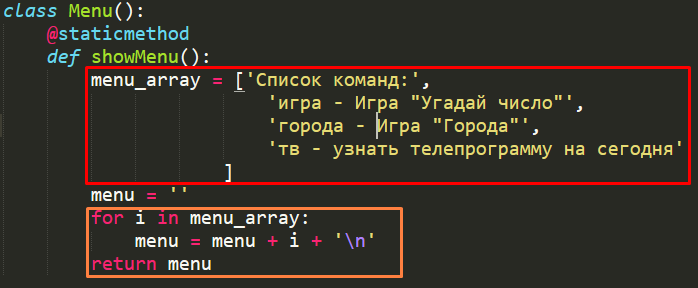 class Menu():
@staticmethod
def showMenu():
menu_array = ['Список команд:',
'игра - Игра "Угадай число"',
'города - Игра "Города"',
'тв - узнать телепрограмму на сегодня'
]
menu = ''
for i in menu_array:
menu = menu + i + '\n'
return menu